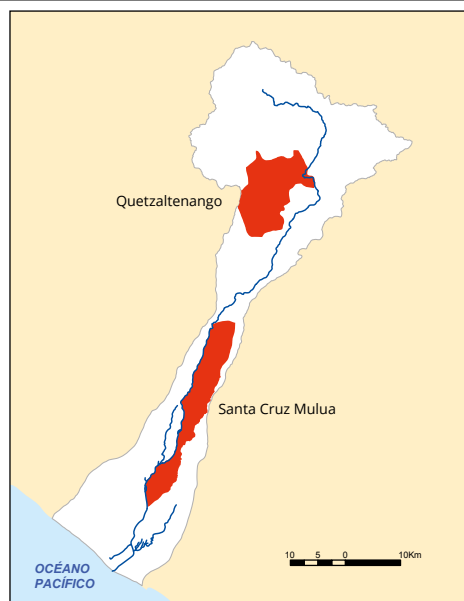 Quetzaltenango
Santa Cruz Mulua
10 5 0 10Km
OCÉANO
PACÍFICO